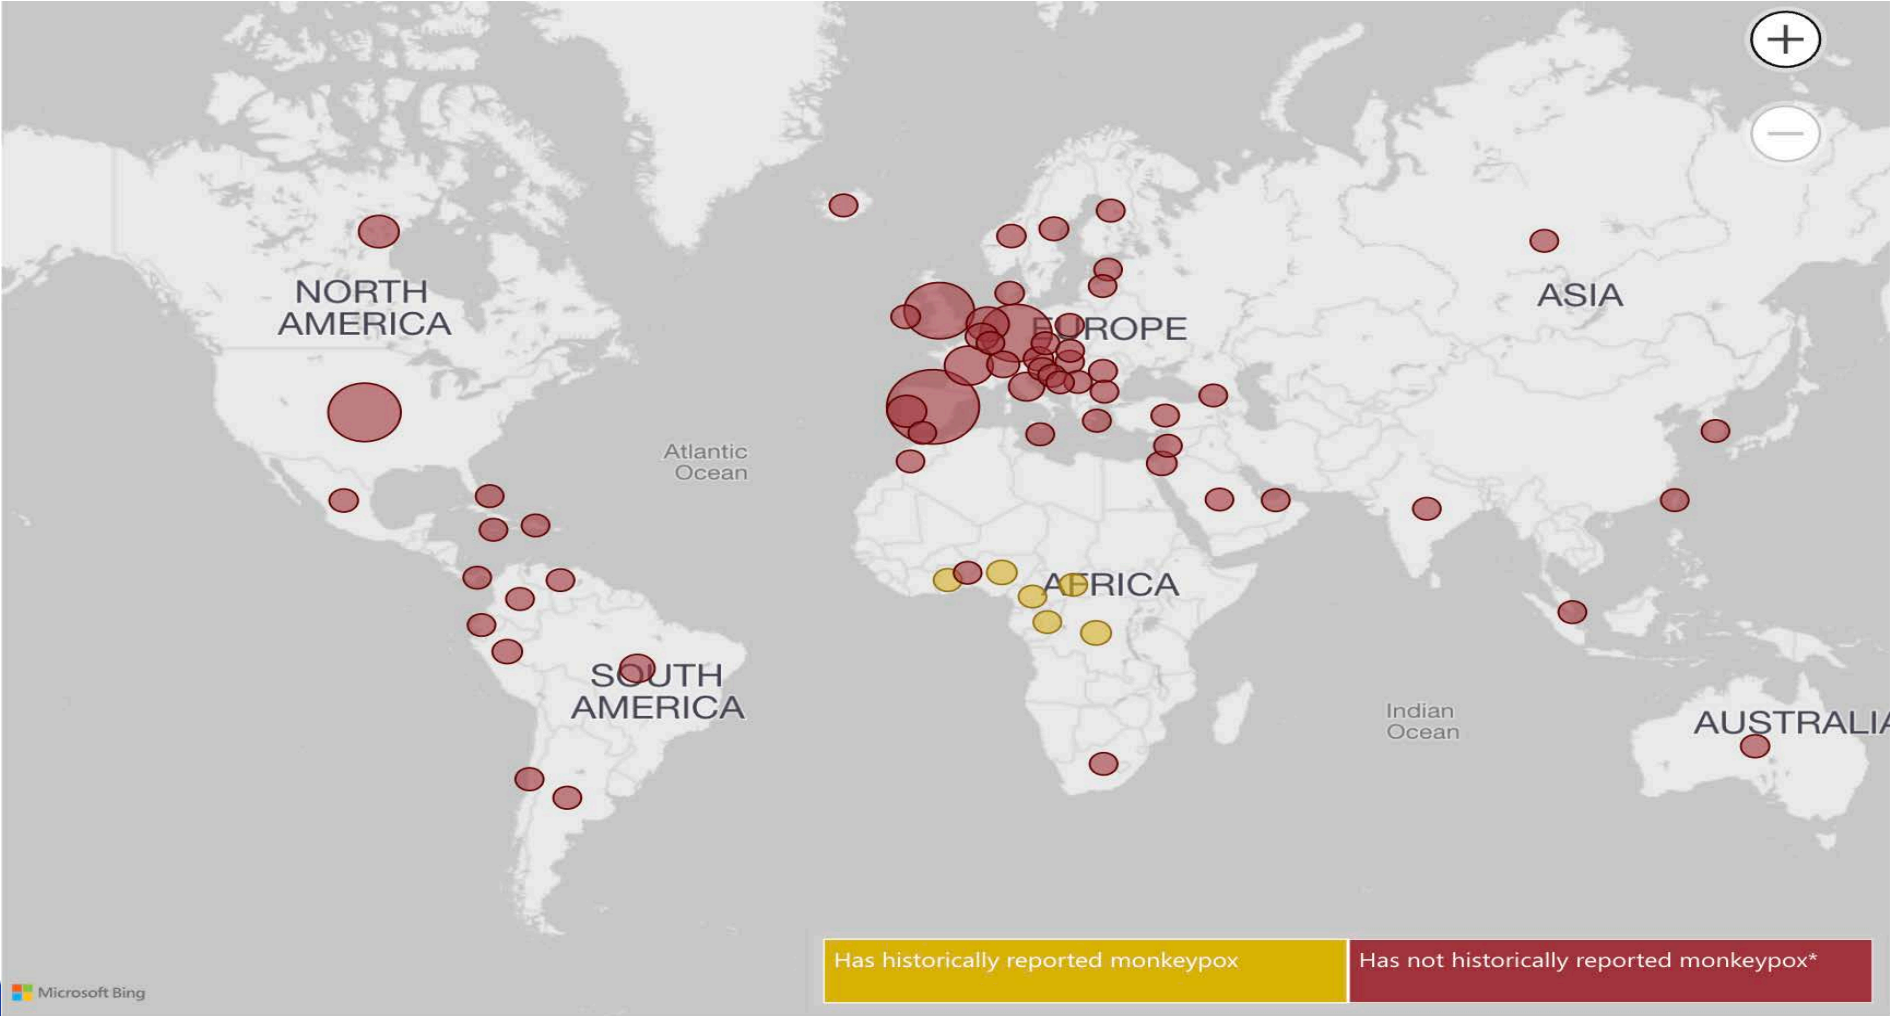 NORTH
AMERICA
ASIA
EUROPE
Atlantic
Ocean
AFRICA
SOUTH
AMERICA
Indian
Ocean
AUSTRALIA
Has historically reported monkeypox
Has not historically reported monkeypox*
Microsoft Bing